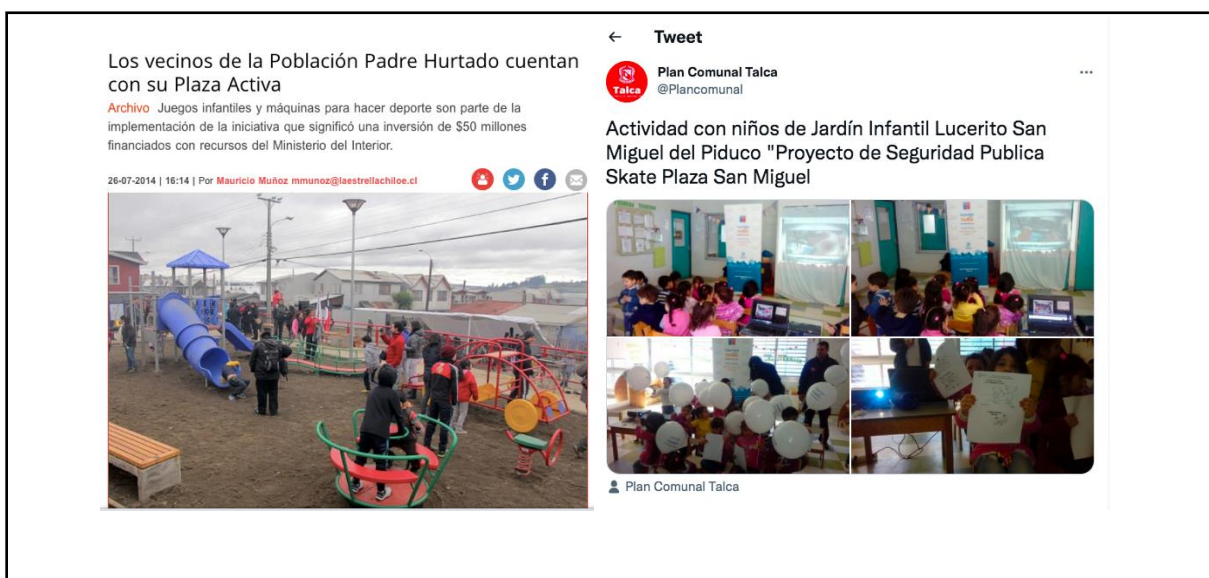 Los vecinos de la Población Padre Hurtado cuentan
con su Plaza Activa
Archivo Juegos infantiles y máquinas para hacer deporte son parte de la
implementación de la iniciativa que significó una inversión de $50 millones
financiados con recursos del Ministerio del Interior.
26-07-2014 | 16:14 | Por Mauricio Muñoz mmunoz@laestrellachiloe.cl
Tweet
Talca
Plan Comunal Talca
@Plancomunal
Actividad con niños de Jardín Infantil Lucerito San
Miguel del Piduco "Proyecto de Seguridad Publica
Skate Plaza San Miguel
Plan Comunal Talca